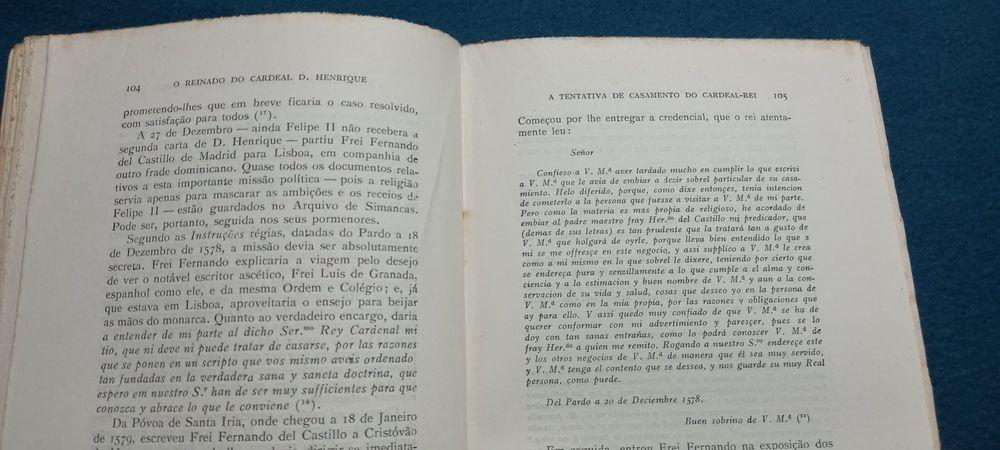 104
O REINADO DO CARDEAL D. HENRIQUE
prometendo-lhes que em breve ficaria o caso resolvido,
com satisfação para todos (¹⁷).
A 27 de Dezembro — ainda Felipe II não recebera a
segunda carta de D. Henrique — partiu Frei Fernando
del Castillo de Madrid para Lisboa, em companhia de
outro frade dominicano. Quase todos os documentos rela-
tivos a esta importante missão política — pois a religião
servia apenas para mascarar as ambições e os receios de
Felipe II — estão guardados no Arquivo de Simancas.
Pode ser, portanto, seguida nos seus pormenores.
Segundo as Instruções régias, datadas do Pardo a 18
de Dezembro de 1578, a missão devia ser absolutamente
secreta. Frei Fernando explicaria a viagem pelo desejo
de ver o notável escritor ascético, Frei Luís de Granada,
espanhol como ele, e da mesma Ordem e Colégio; e, já
que estava em Lisboa, aproveitaria o ensejo para beijar
as mãos do monarca. Quanto ao verdadeiro encargo, daria
a entender de mi parte al dicho Ser.ᵐᵒ Rey Cardenal mi
tio, que ni deve ni puede tratar de casarse, por las razones
que se ponen en un scripto que vos mismo aveis ordenado
tan fundadas en la verdadera sana y sancta doctrina, que
espero em nuestro S.ʳ han de ser muy sufficientes para que
conozca y abrace lo que le conviene (¹⁸).
Da Póvoa de Santa Iria, onde chegou a 18 de Janeiro
de 1579, escreveu Frei Fernando del Castillo a Cristóvão
A TENTATIVA DE CASAMENTO DO CARDEAL-REI 105
Começou por lhe entregar a credencial, que o rei atenta-
mente leu:
Señor
Confieso a V. M.ᵈ aver tardado mucho en cumplir lo que escrivi
a V. M.ᵈ que le avia de embiar a dezir sobrel particular de su casa-
miento. Helo diferido, porque, como dixe entonçes, tenia intencion
de cometerlo a la persona que fuesse a visitar a V. M.ᵈ de mi parte.
Pero como la materia es mas propia de religioso, he acordado de
embiar al padre maestro fray Her.ᵈᵒ del Castillo mi predicador, que
(demas de sus letras) es tan prudente que la tratará tan a gusto de
V. M.ᵈ que holgará de oyrle, porque lleva bien entendido lo que a
mi se me offresçe en este negocio, y assi supplico a V. M.ᵈ le crea
como a mi mismo en lo que sobrel le dixere, teniendo por cierto que
se endereça pura y senzillamente a lo que cumple a el alma y con-
ciencia y a la estimacion y buen nombre de V. M.ᵈ y aun a la con-
servacion de su vida y salud, cosas que desseo yo en la persona de
V. M.ᵈ como en la mia propia, por las razones y obligaciones que
ay para ello. Y assi quedo muy confiado de que V. M.ᵈ se ha de
querer conformar con mi advertimiento y paresçer, pues se lo
doy con tan sanas entrañas, como lo podrá conoscer V. M.ᵈ de
fray Her.ᵈᵒ a quien me remito. Rogando a nuestro S.ᵒʳ endereçe este
y los otros negocios de V. M.ᵈ de manera que él sea muy servido,
y V. M.ᵈ tenga el contento que se dessea, y nos guarde su muy Real
persona, como puede.
Del Pardo a 20 de Deciembre 1578.
Buen sobrino de V. M.ᵈ (²¹)
Em seguida, entrou Frei Fernando na exposição dos